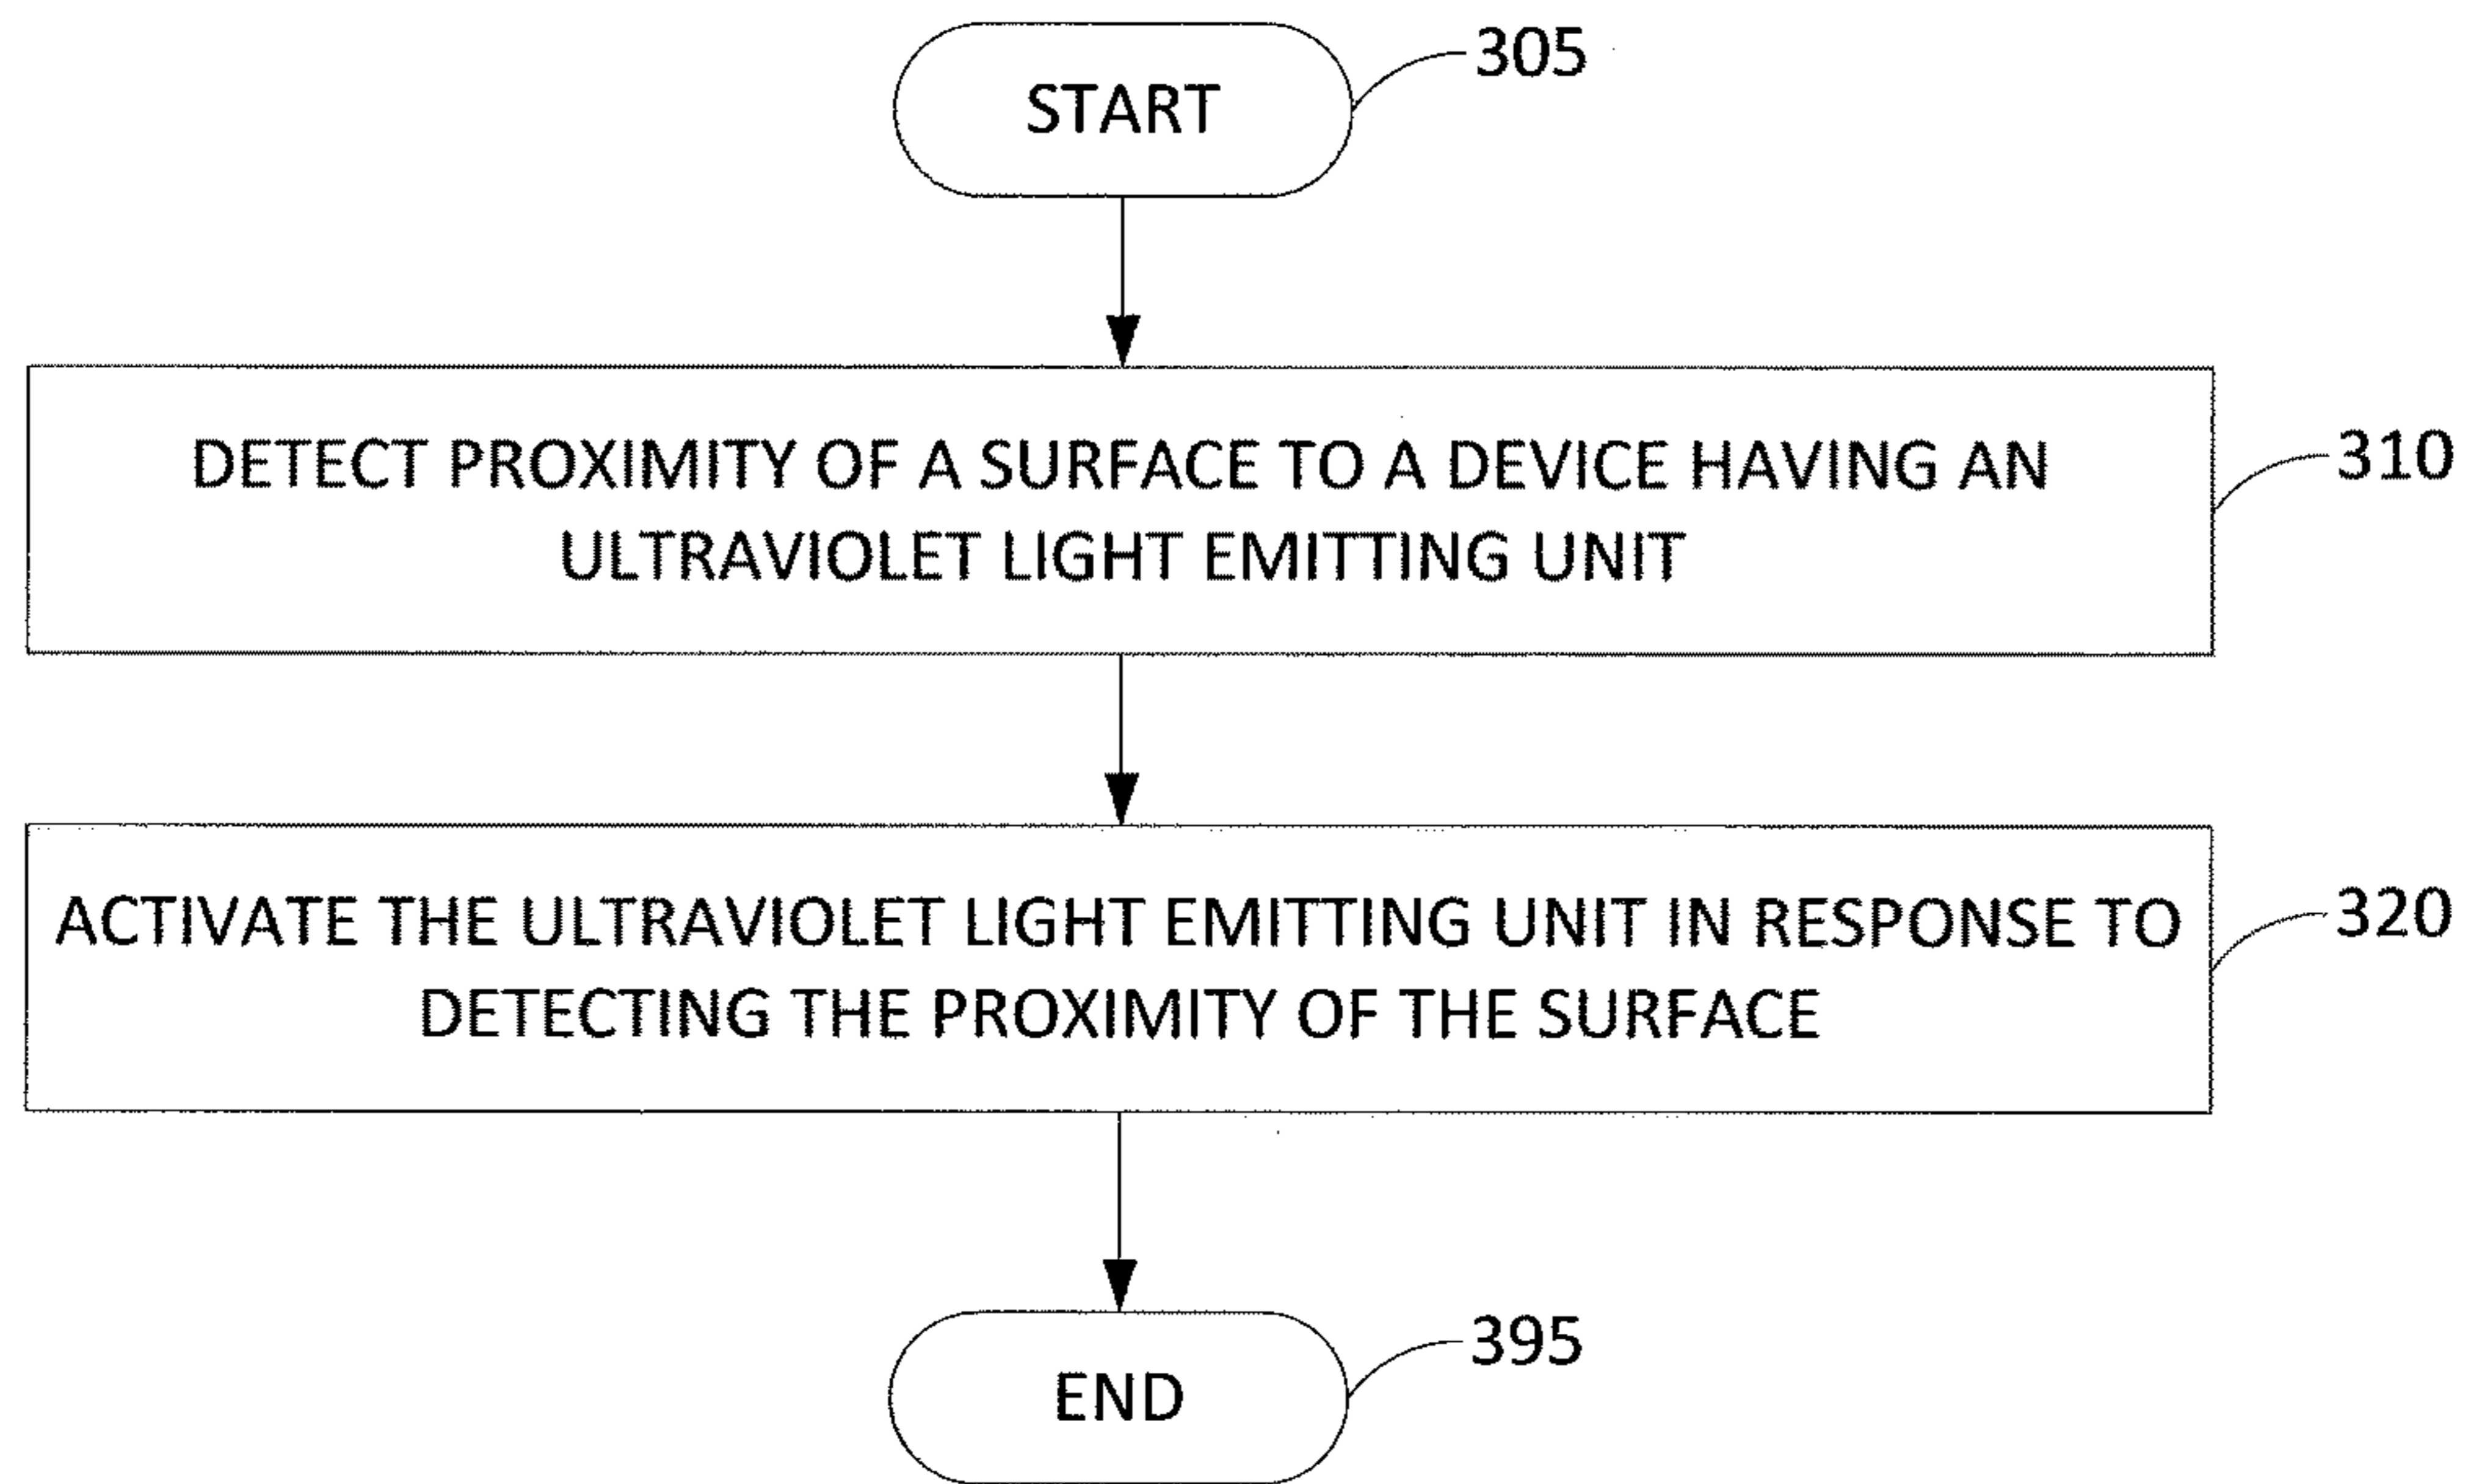 START
305
DETECT PROXIMITY OF A SURFACE TO A DEVICE HAVING AN
ULTRAVIOLET LIGHT EMITTING UNIT
310
ACTIVATE THE ULTRAVIOLET LIGHT EMITTING UNIT IN RESPONSE TO
DETECTING THE PROXIMITY OF THE SURFACE
320
END
395